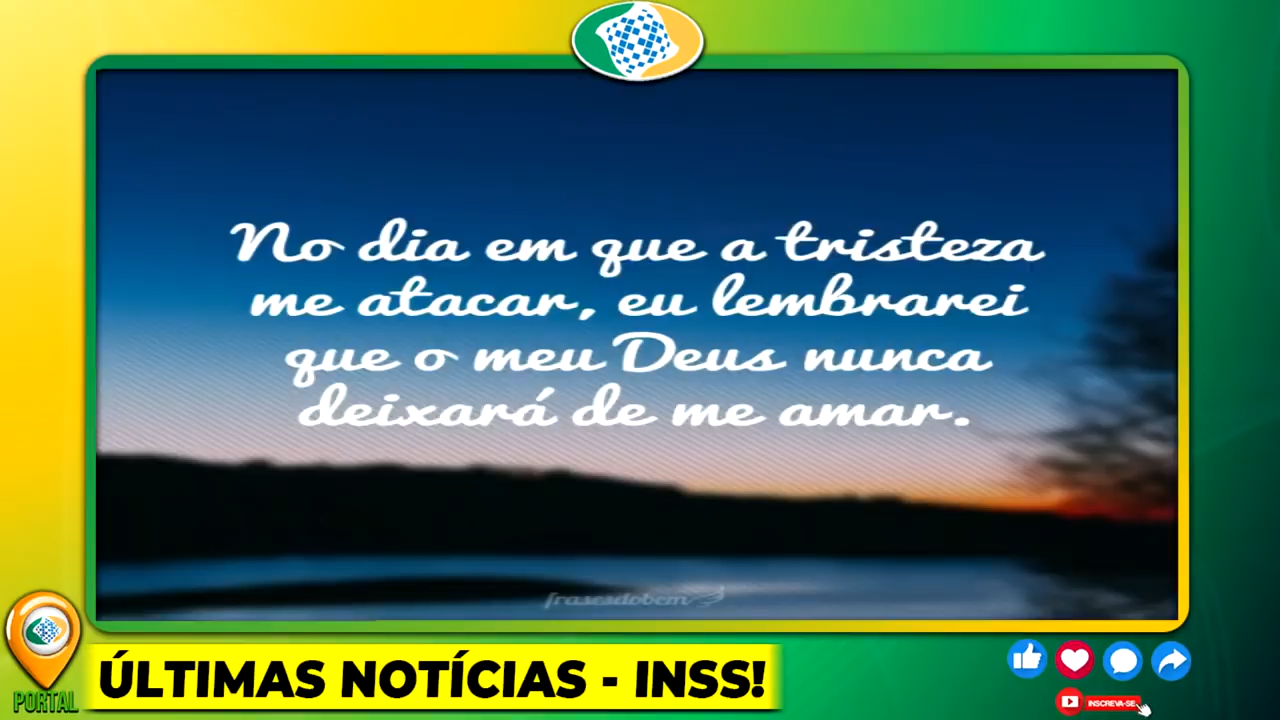 No dia em que a tristeza
me atacar, eu lembrarei
que o meu Deus nunca
deixará de me amar.
frasesdobem
PORTAL
ÚLTIMAS NOTÍCIAS - INSS!
INSCREVA-SE